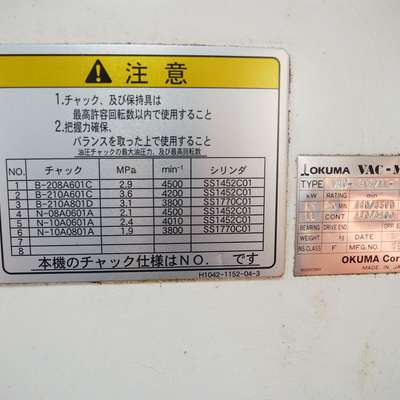 注意
1.チャック、及び保持具は
最高許容回転数以内で使用すること
2.把握力確保、
バランスを取った上で使用すること
油圧チャックの最大油圧力、及び最高回転数
NO. チャック MPa min⁻¹ シリンダ
1 B-208A601C 2.9 4500 SS1452C01
2 B-210A601C 3.6 4200 SS1452C01
3 B-210A801D 3.1 3800 SS1770C01
4 N-08A0601A 2.1 4500 SS1452C01
5 N-10A0601A 2.4 4010 SS1452C01
6 N-10A0801A 1.9 3800 SS1770C01
7
8
本機のチャック仕様はNO. です
H1042-1152-04-3
OKUMA VAC-M
TYPE
kW RATING min
CONT
BEARING DRIVE END OPP
WEIGHT kg DATE
INS.CLASS F MFG.NO.
OKUMA Cor
MADE IN JA